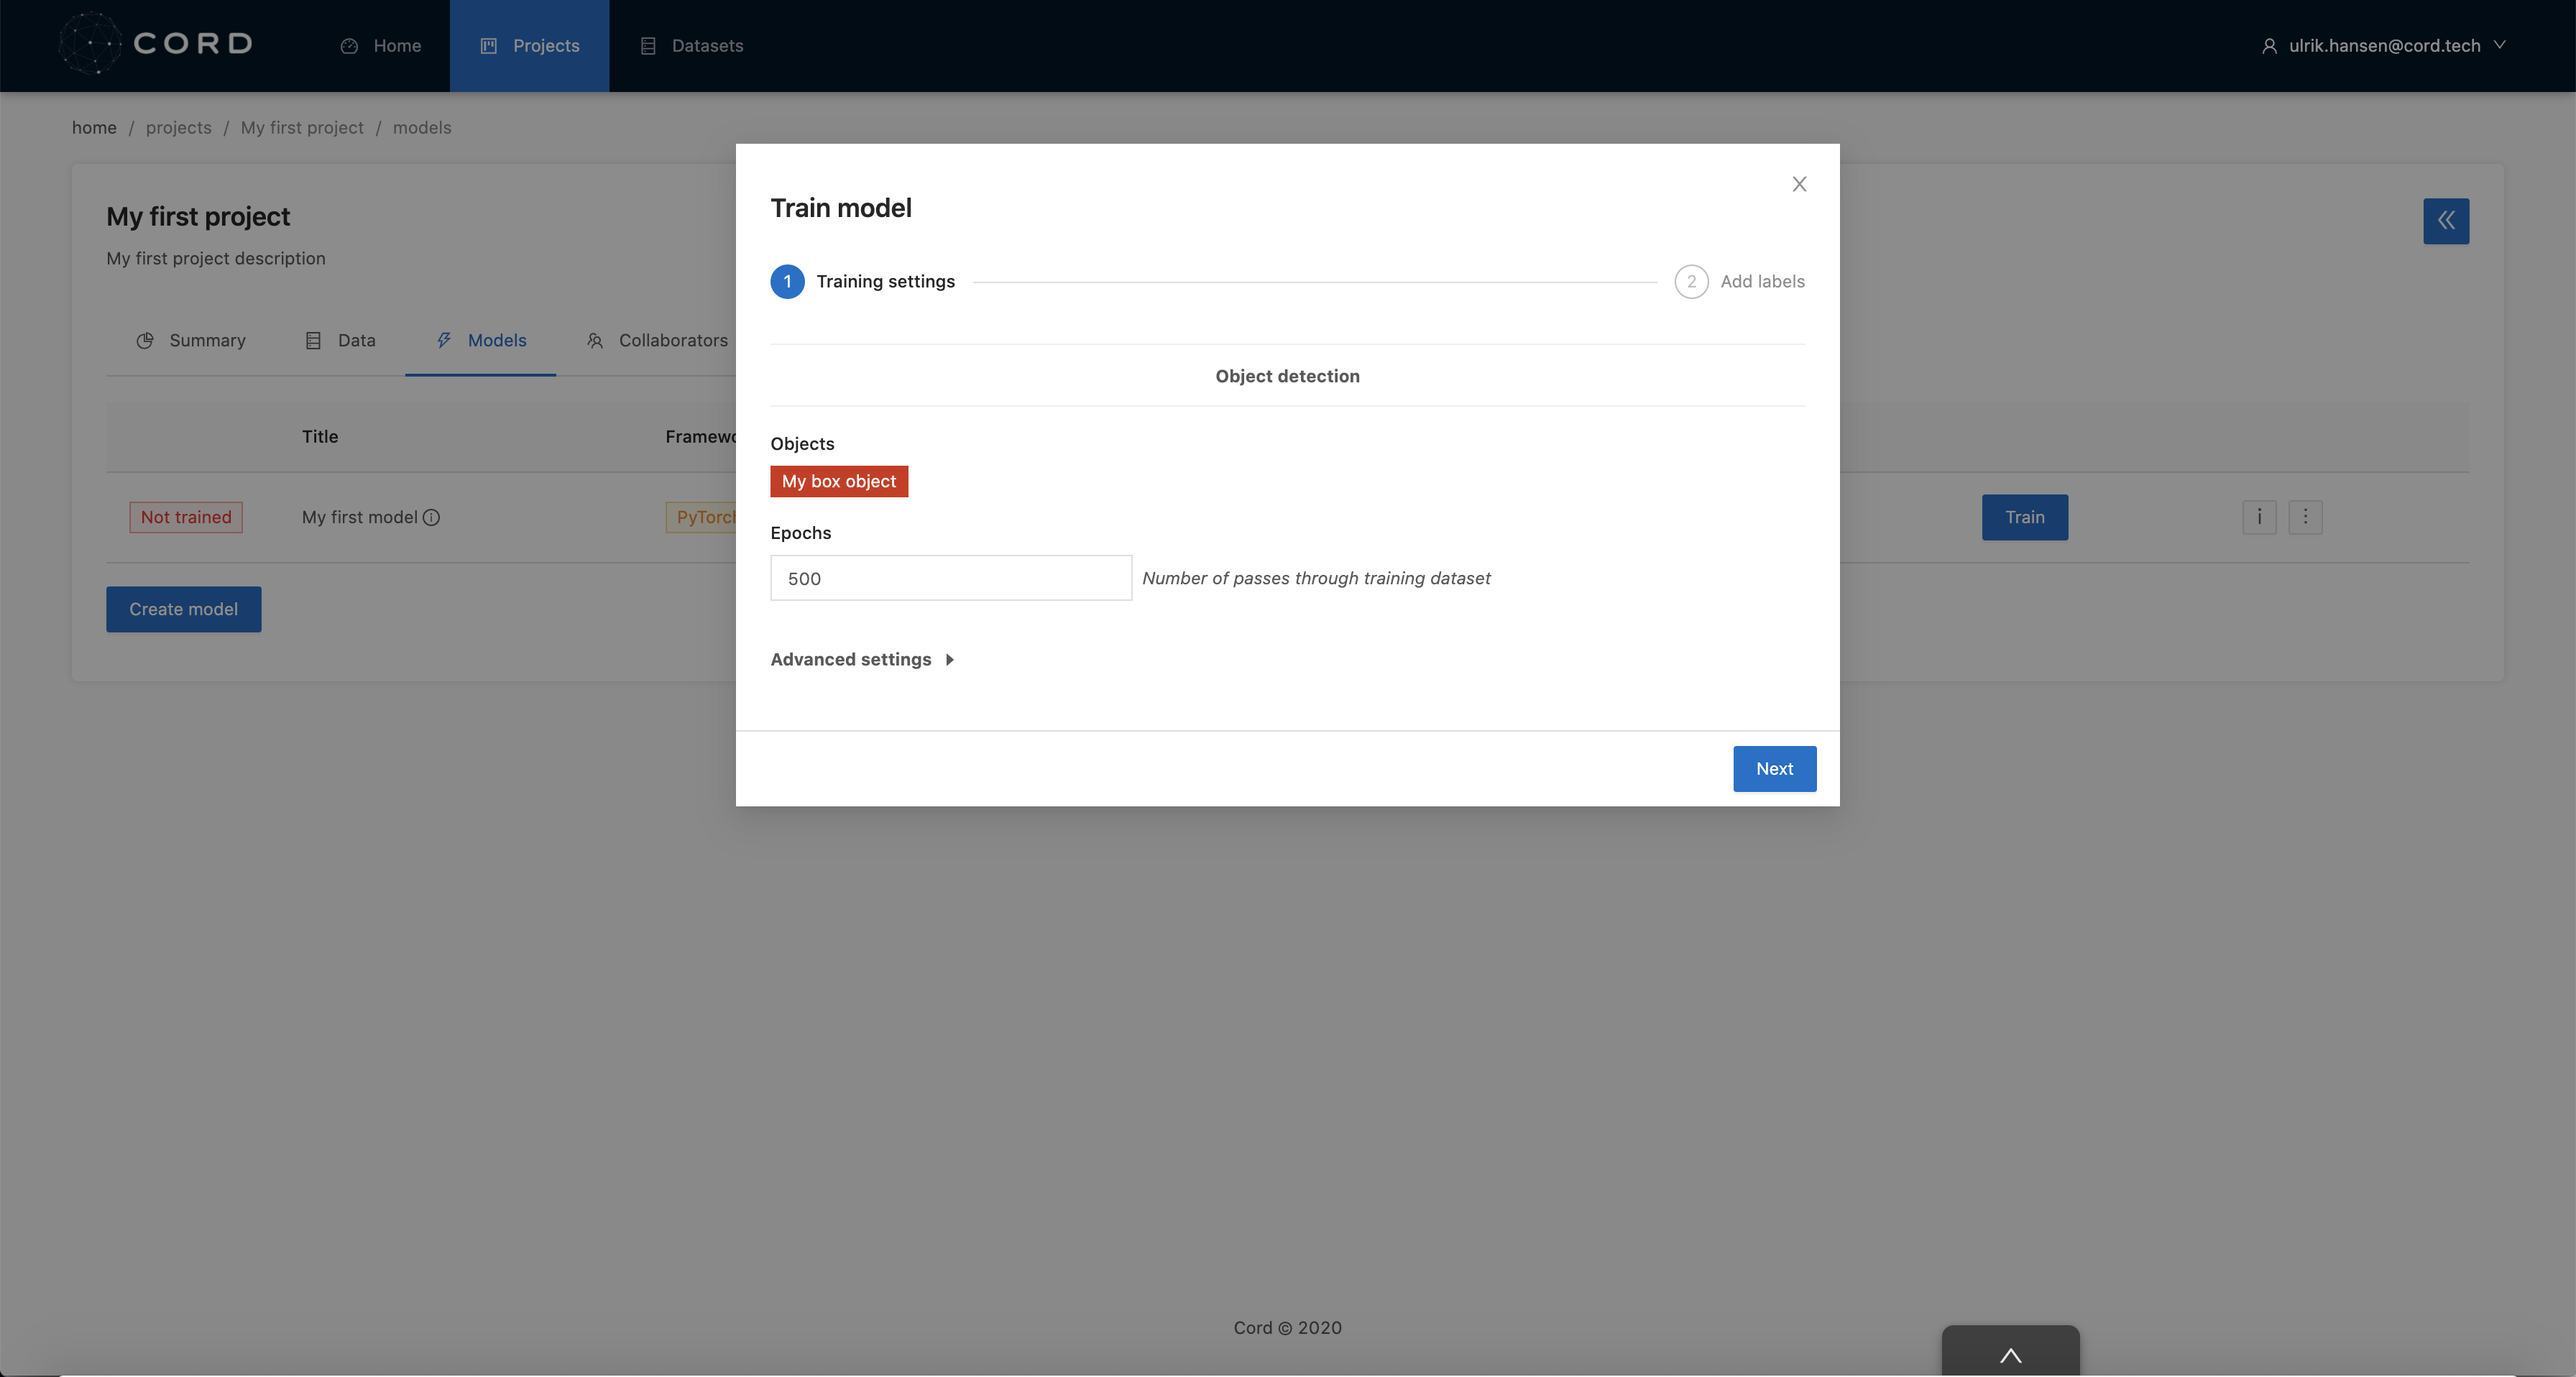 CORD Home Projects Datasets ulrik.hansen@cord.tech
home / projects / My first project / models
Train model
My first project
My first project description
1 Training settings 2 Add labels
Summary Data Models Collaborators
Object detection
Title Framewo
Objects
My box object
Not trained My first model PyTorch Train
Epochs
500 Number of passes through training dataset
Create model
Advanced settings
Next
Cord © 2020